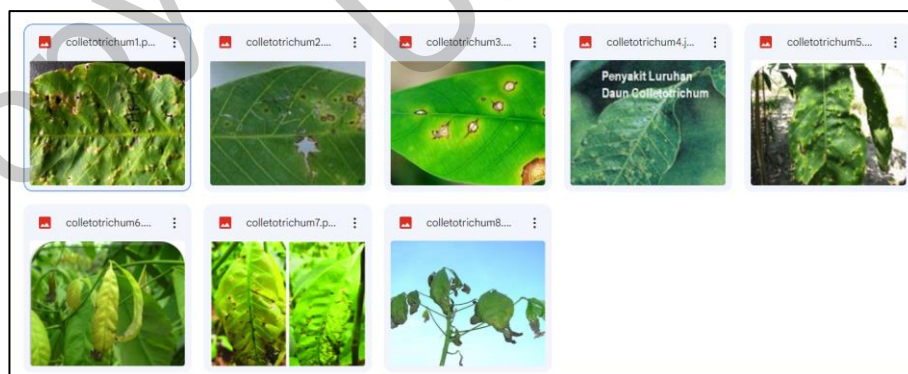 colletotrichum1.p...
colletotrichum2....
colletotrichum3....
colletotrichum4.j...
colletotrichum5....
Penyakit Luruhan
Daun Colletotrichum
colletotrichum6....
colletotrichum7.p...
colletotrichum8....